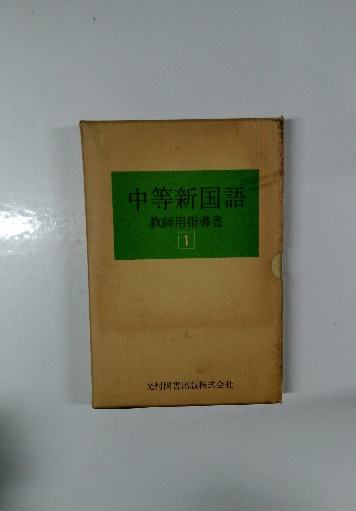 中等新国語
教師用指導書
1
光村図書出版株式会社